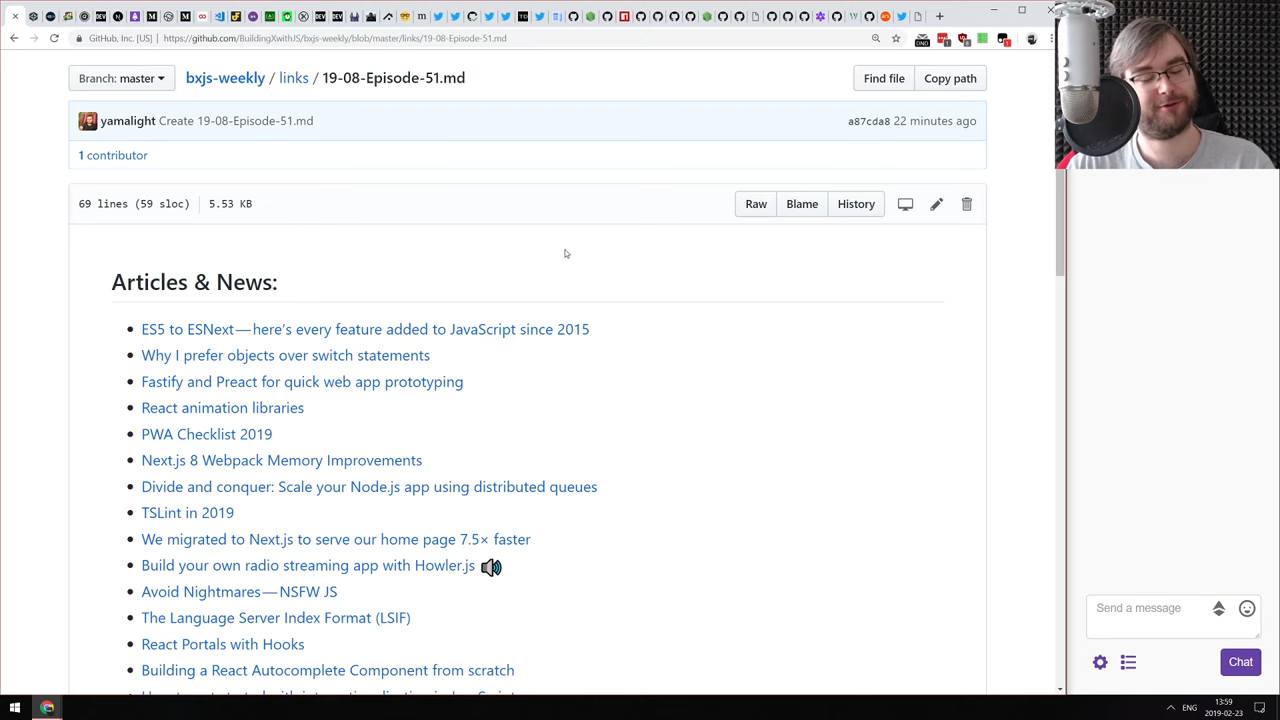 GitHub, Inc. [US] | https://github.com/BuildingXwithJS/bxjs-weekly/blob/master/links/19-08-Episode-51.md
Branch: master
bxjs-weekly / links / 19-08-Episode-51.md
Find file
Copy path
yamalight Create 19-08-Episode-51.md
a87cda8 22 minutes ago
1 contributor
69 lines (59 sloc)
5.53 KB
Raw
Blame
History
Articles & News:
ES5 to ESNext — here's every feature added to JavaScript since 2015
Why I prefer objects over switch statements
Fastify and Preact for quick web app prototyping
React animation libraries
PWA Checklist 2019
Next.js 8 Webpack Memory Improvements
Divide and conquer: Scale your Node.js app using distributed queues
TSLint in 2019
We migrated to Next.js to serve our home page 7.5× faster
Build your own radio streaming app with Howler.js
Avoid Nightmares — NSFW JS
The Language Server Index Format (LSIF)
React Portals with Hooks
Building a React Autocomplete Component from scratch
Send a message
Chat
ENG
13:59
2019-02-23